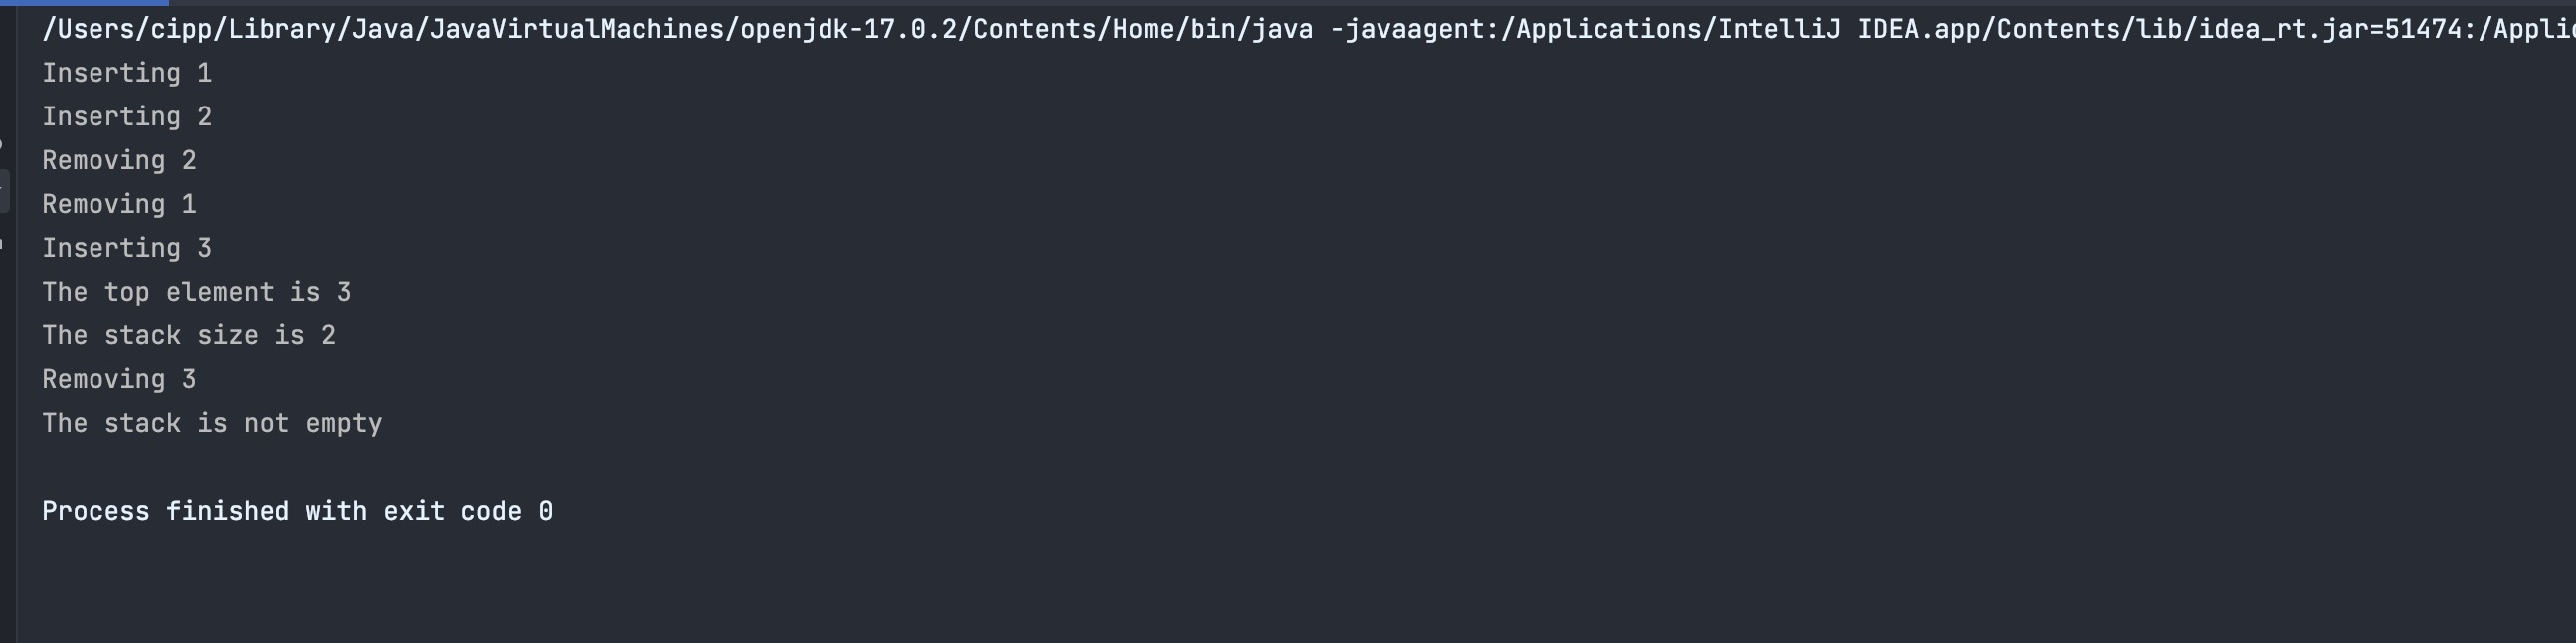 /Users/cipp/Library/Java/JavaVirtualMachines/openjdk-17.0.2/Contents/Home/bin/java -javaagent:/Applications/IntelliJ IDEA.app/Contents/lib/idea_rt.jar=51474:/Applic
Inserting 1
Inserting 2
Removing 2
Removing 1
Inserting 3
The top element is 3
The stack size is 2
Removing 3
The stack is not empty
Process finished with exit code 0